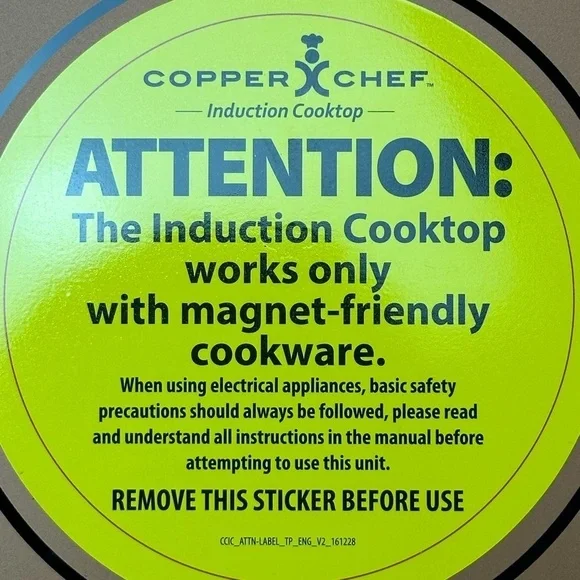 COPPER CHEF™
Induction Cooktop
ATTENTION:
The Induction Cooktop
works only
with magnet-friendly
cookware.
When using electrical appliances, basic safety
precautions should always be followed, please read
and understand all instructions in the manual before
attempting to use this unit.
REMOVE THIS STICKER BEFORE USE
CCIC_ATTN-LABEL_TP_ENG_V2_161228